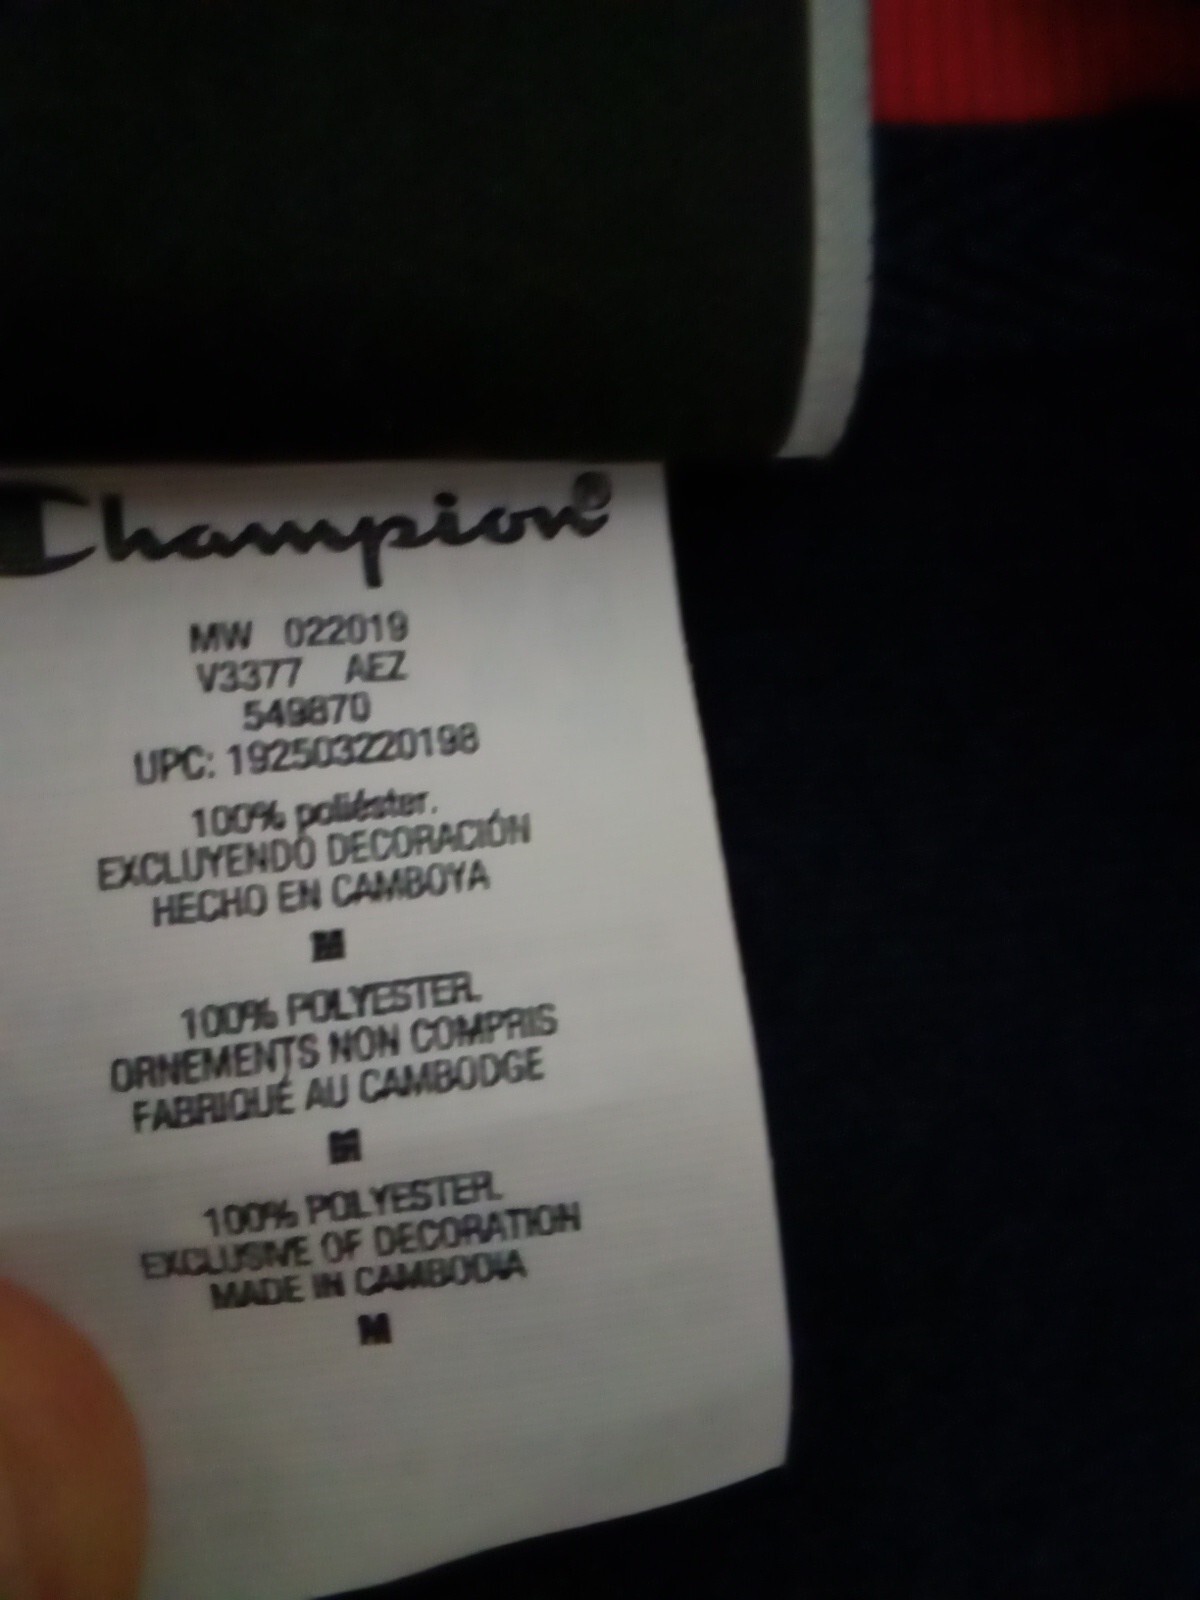 Champion®
MW 022019
V3377 AEZ
549870
UPC: 192503220198
100% poliéster.
EXCLUYENDO DECORACIÓN
HECHO EN CAMBOYA
M
100% POLYESTER.
ORNEMENTS NON COMPRIS
FABRIQUÉ AU CAMBODGE
M
100% POLYESTER.
EXCLUSIVE OF DECORATION
MADE IN CAMBODIA
M